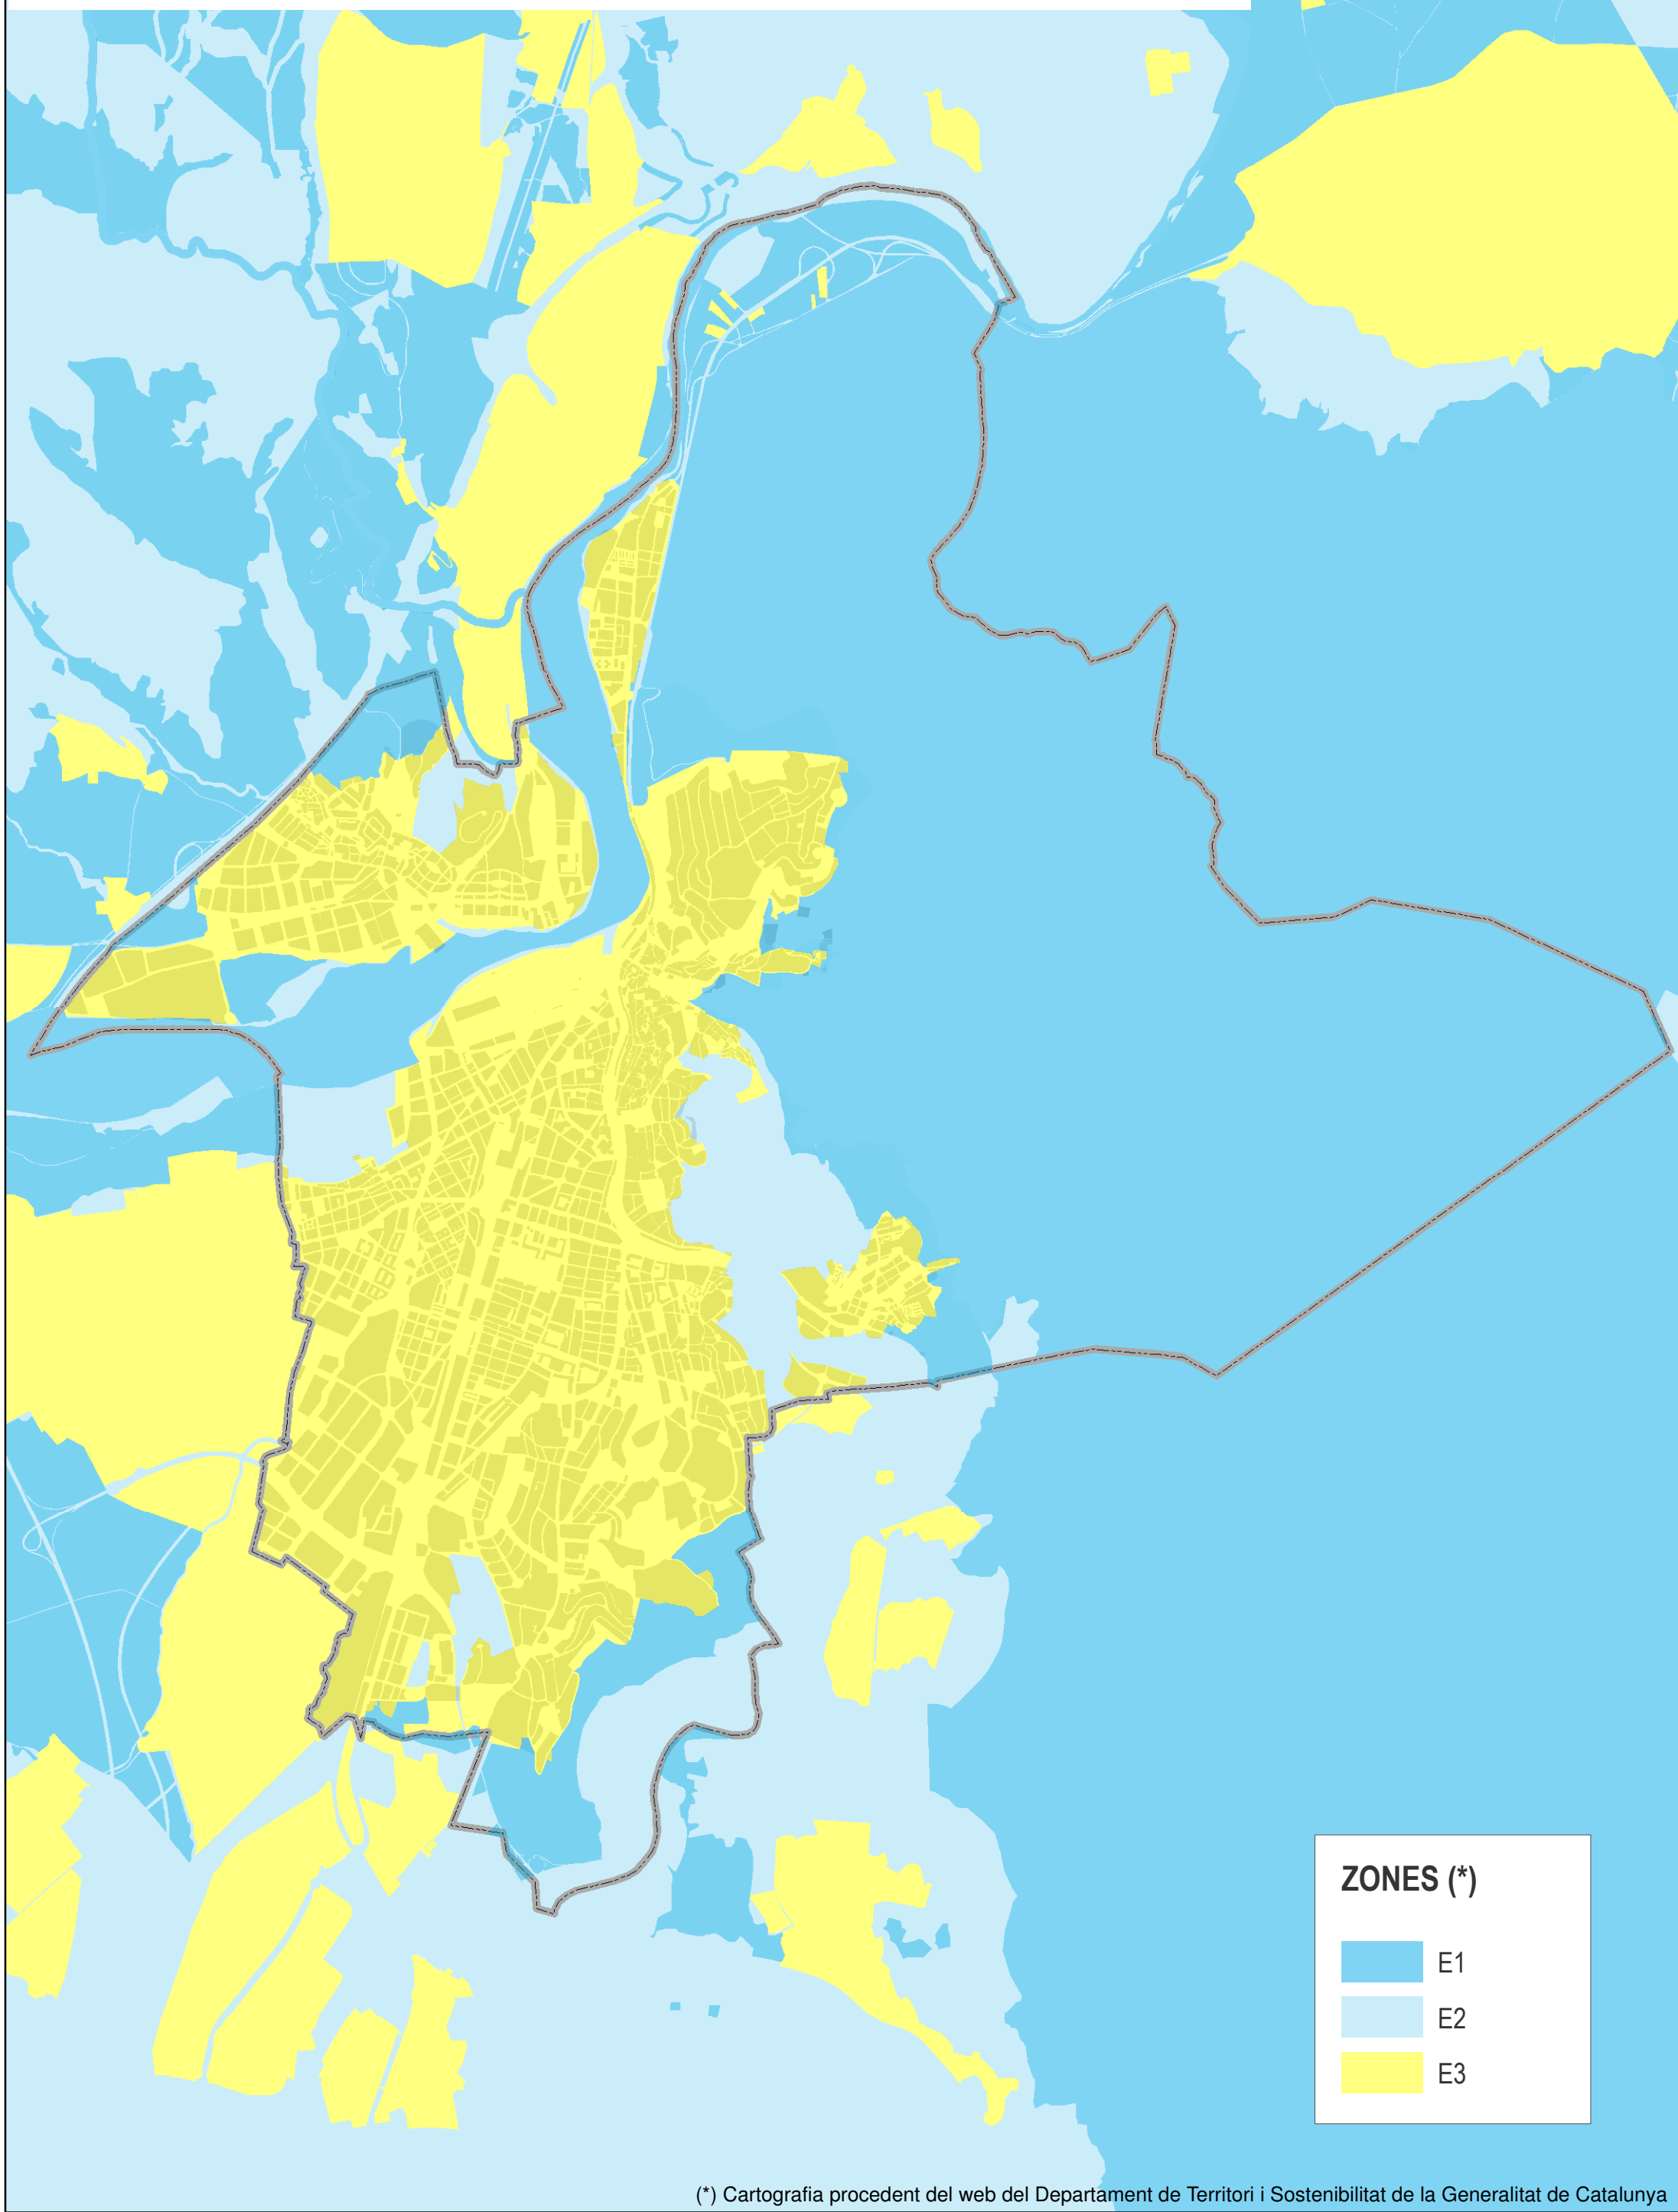 ZONES (*)
E1
E2
E3
(*) Cartografia procedent del web del Departament de Territori i Sostenibilitat de la Generalitat de Catalunya